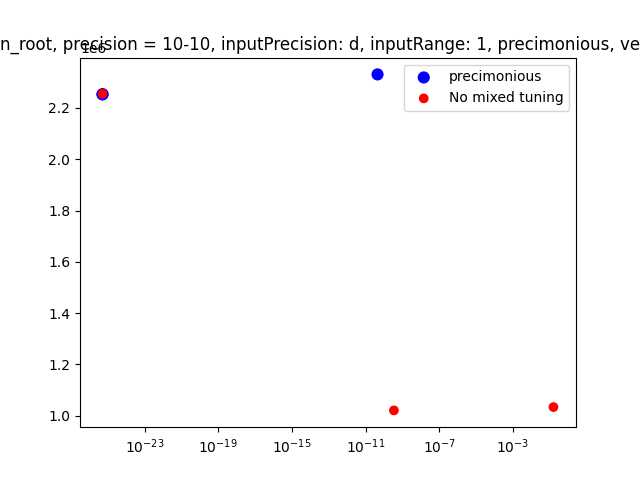 n_root, precision = 10-10, inputPrecision: d, inputRange: 1, precimonious, ve
1e6
precimonious
No mixed tuning
2.2
2.0
1.8
1.6
1.4
1.2
1.0
10⁻²³ 10⁻¹⁹ 10⁻¹⁵ 10⁻¹¹ 10⁻⁷ 10⁻³